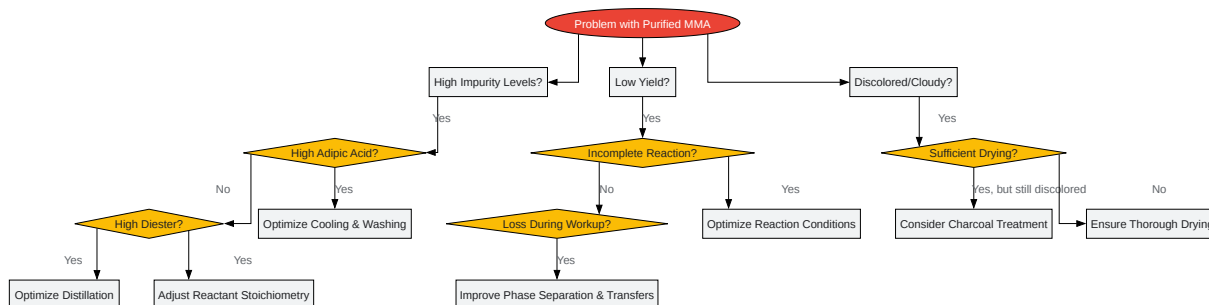 Problem with Purified MMA
High Impurity Levels?
Low Yield?
Discolored/Cloudy?
Yes
Yes
Yes
High Adipic Acid?
Incomplete Reaction?
Sufficient Drying?
No
Yes
No
Yes
Yes, but still discolored
No
High Diester?
Optimize Cooling & Washing
Loss During Workup?
Optimize Reaction Conditions
Consider Charcoal Treatment
Ensure Thorough Drying
Yes
Yes
Yes
Optimize Distillation
Adjust Reactant Stoichiometry
Improve Phase Separation & Transfers